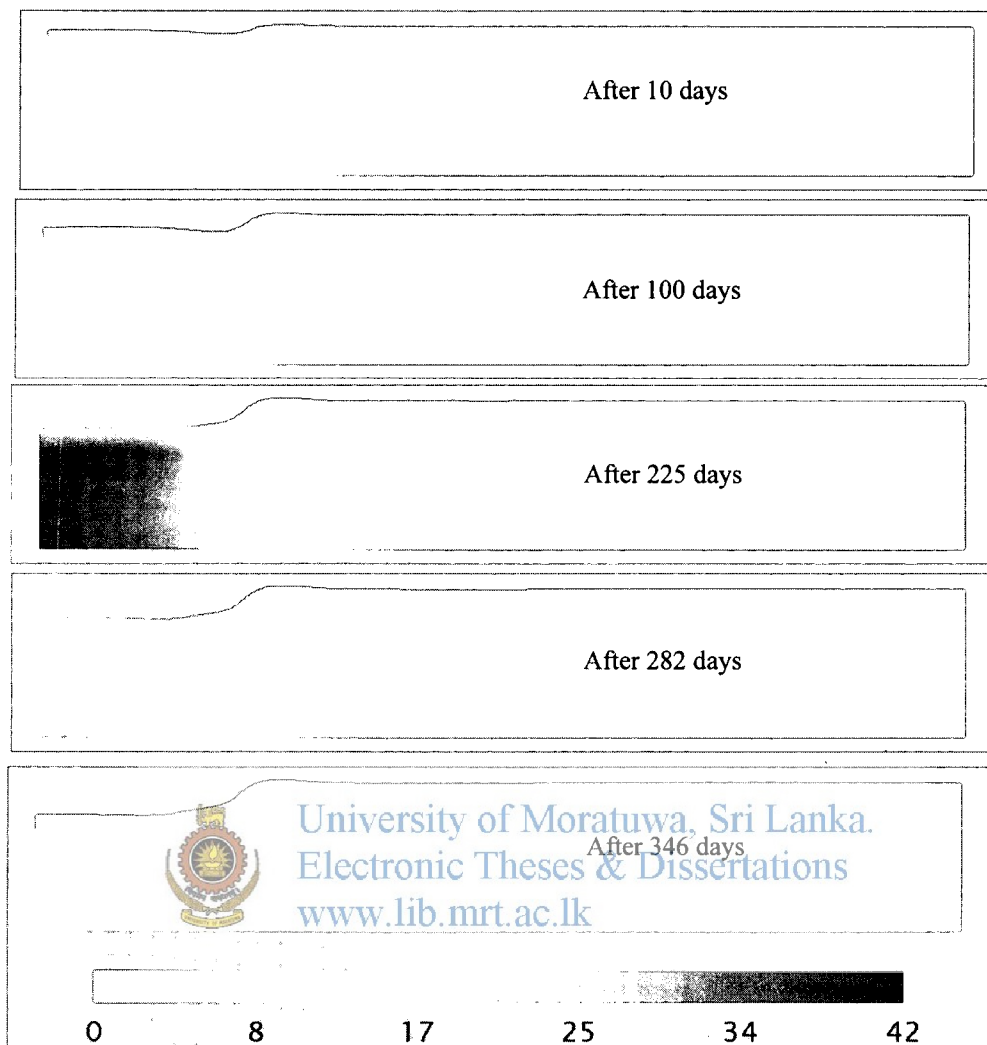 After 10 days
After 100 days
After 225 days
After 282 days
After 346 days
University of Moratuwa, Sri Lanka.
Electronic Theses & Dissertations
www.lib.mrt.ac.lk
0 8 17 25 34 42